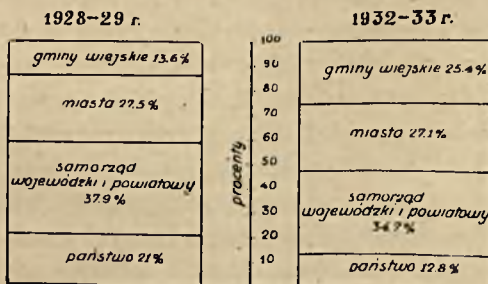 1928-29 r.
gminy wiejskie 13.6%
miasta 27.5%
samorząd
wojewódzki i powiatowy
37.9%
państwo 21%
procenty
100
90
80
70
60
50
40
30
20
10
1932-33 r.
gminy wiejskie 25.4%
miasta 27.1%
samorząd
wojewódzki i powiatowy
państwo 12.8%